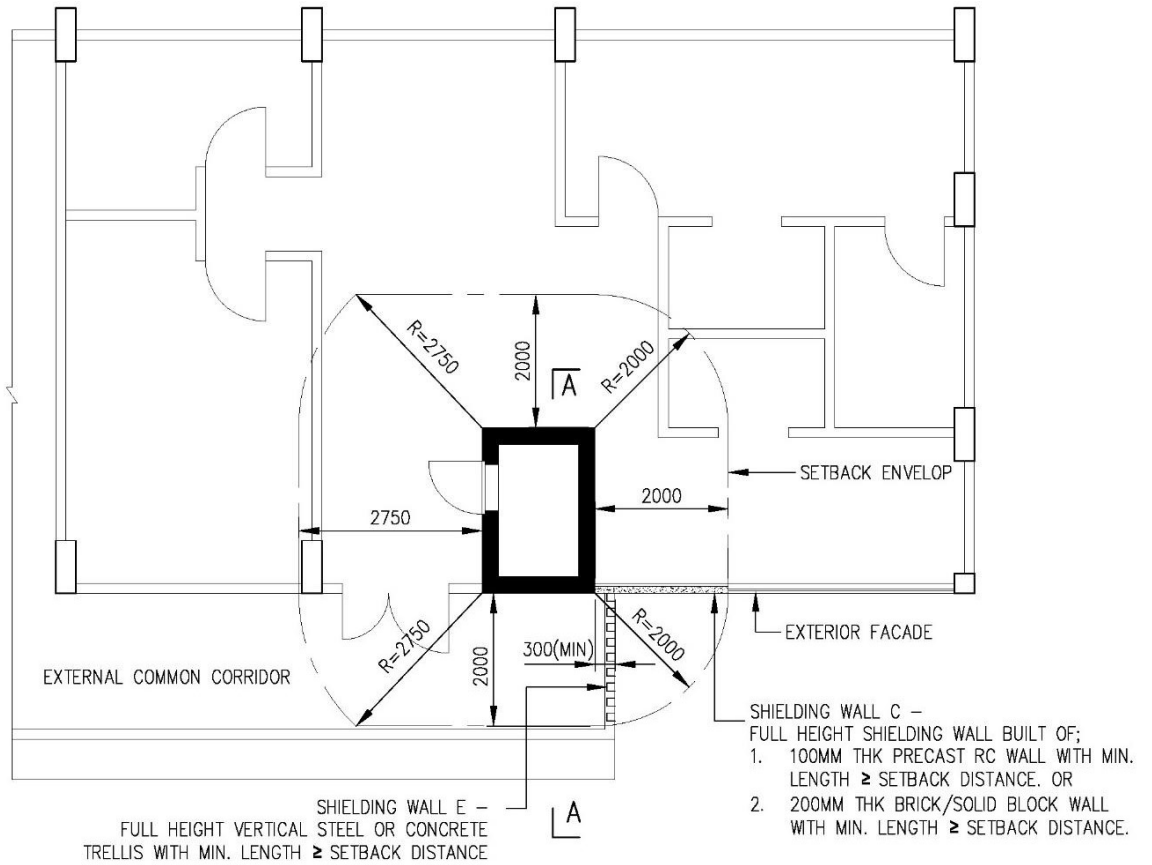 R=2750
2000
R=2000
A
SETBACK ENVELOP
2000
2750
EXTERIOR FACADE
R=2750
2000
300(MIN)
R=2000
EXTERNAL COMMON CORRIDOR
SHIELDING WALL C –
FULL HEIGHT SHIELDING WALL BUILT OF;
1. 100MM THK PRECAST RC WALL WITH MIN.
LENGTH ≥ SETBACK DISTANCE. OR
2. 200MM THK BRICK/SOLID BLOCK WALL
WITH MIN. LENGTH ≥ SETBACK DISTANCE.
SHIELDING WALL E –
FULL HEIGHT VERTICAL STEEL OR CONCRETE
TRELLIS WITH MIN. LENGTH ≥ SETBACK DISTANCE
A